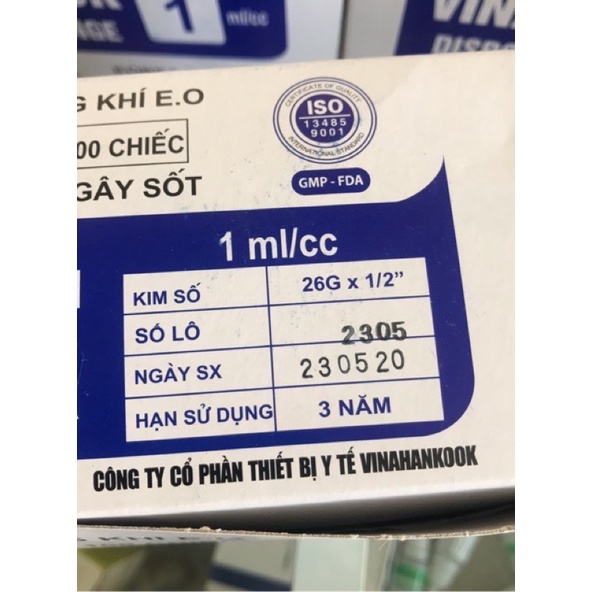 1 ml/cc
NGE
VINA
G KHÍ E.O
00 CHIẾC
GÂY SỐT
CERTIFICATE OF QUALITY
ISO
13485
9001
INTERNATIONAL STANDARD
GMP - FDA
1 ml/cc
KIM SỐ 26G x 1/2”
SỐ LÔ 2305
NGÀY SX 230520
HẠN SỬ DỤNG 3 NĂM
CÔNG TY CỔ PHẦN THIẾT BỊ Y TẾ VINAHANKOOK